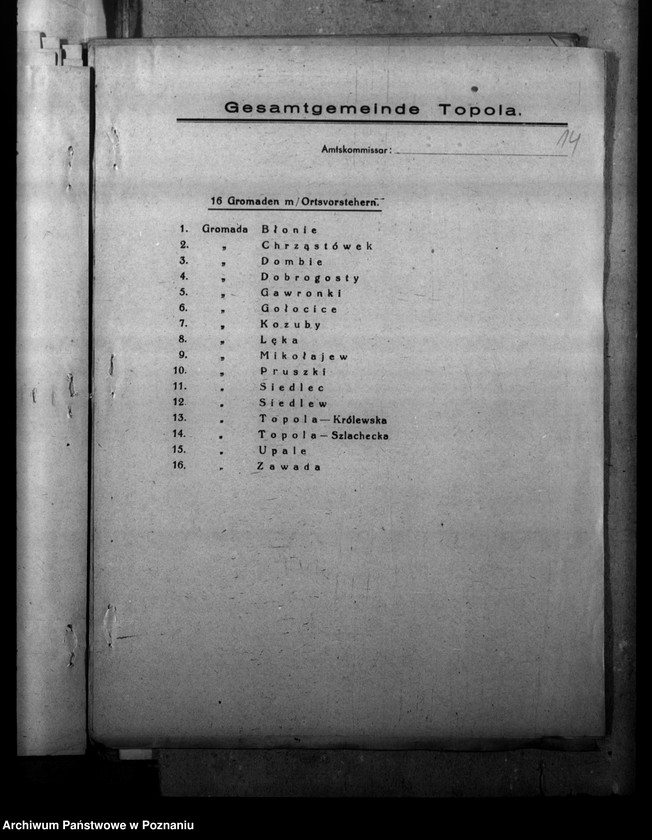 Gesamtgemeinde Topola.
14
Amtskommissar:
16 Gromaden m/Ortsvorstehern.
1. Gromada Błonie
2. „ Chrząstówek
3. „ Dombie
4. „ Dobrogosty
5. „ Gawronki
6. „ Gołocice
7. „ Kozuby
8. „ Lęka
9. „ Mikołajew
10. „ Pruszki
11. „ Siedlec
12. „ Siedlew
13. „ Topola—Królewska
14. „ Topola—Szlachecka
15. „ Upale
16. „ Zawada
Archiwum Państwowe w Poznaniu